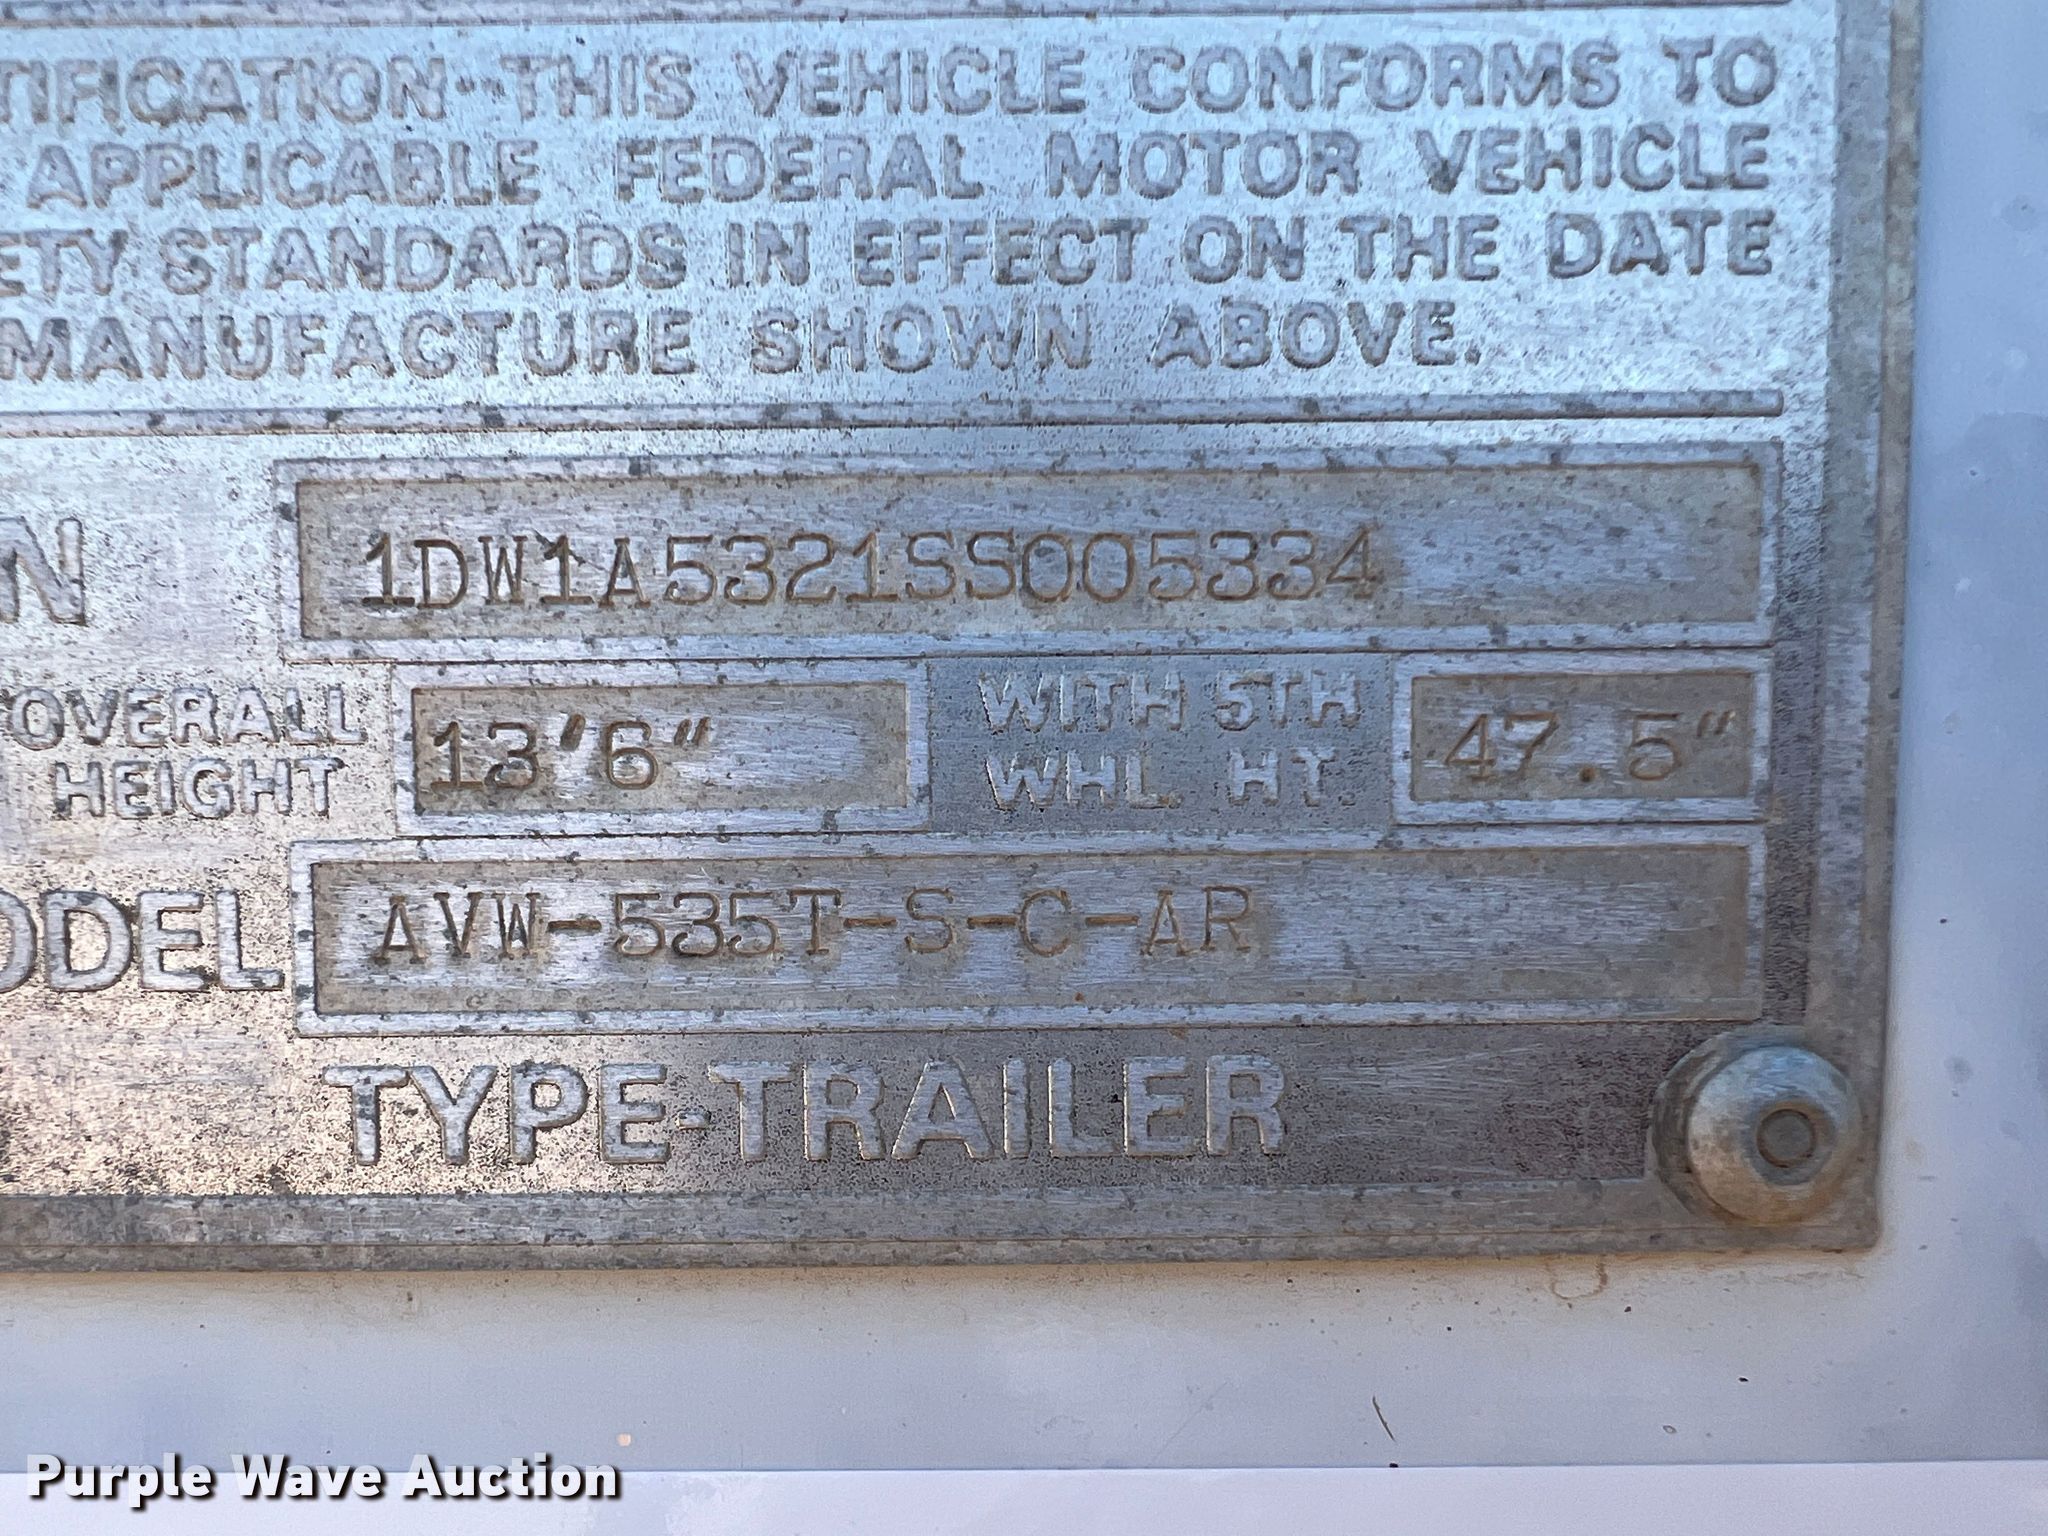 TIFICATION--THIS VEHICLE CONFORMS TO
APPLICABLE FEDERAL MOTOR VEHICLE
ETY STANDARDS IN EFFECT ON THE DATE
MANUFACTURE SHOWN ABOVE.
N 1DW1A5321SS005334
OVERALL HEIGHT 13'6" WITH 5TH WHL. HT. 47.5"
ODEL AVW-535T-S-C-AR
TYPE-TRAILER
Purple Wave Auction